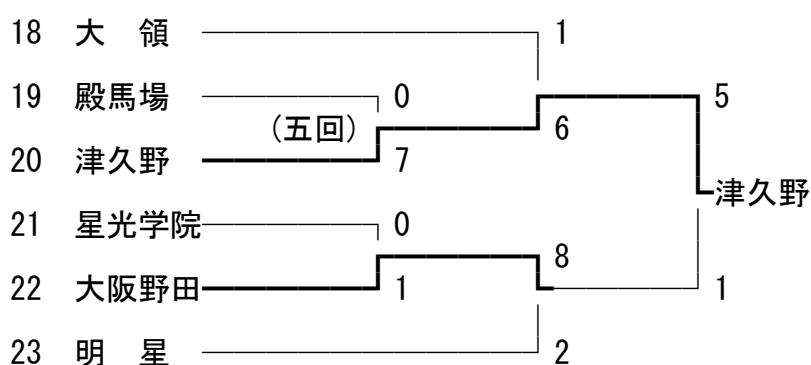 18 大　領 1
19 殿馬場 0 5
(五回) 6
20 津久野 7
津久野
21 星光学院 0
8
22 大阪野田 1 1
23 明　星 2